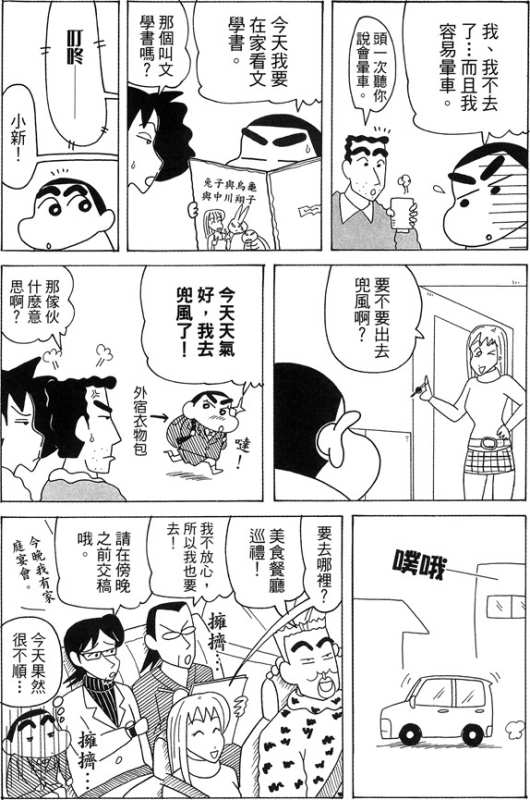 我、我不去
了…而且我
容易暈車。
頭一次聽你
說會暈車。
今天我要
在家看文
學書。
兔子與烏龜
與中川翔子
那個叫文
學書嗎？
叮咚
小新！
要不要出去
兜風啊？
今天天氣
好，我去
兜風了！
噠！
外宿衣物包
那傢伙
什麼意
思啊？
噗哦
要去哪裡？
美食餐廳
巡禮！
我不放心，
所以我也要
去！
擁擠…
請在傍晚
之前交稿
哦。
擁擠…
今晚我有家
庭宴會。
今天果然
很不順…